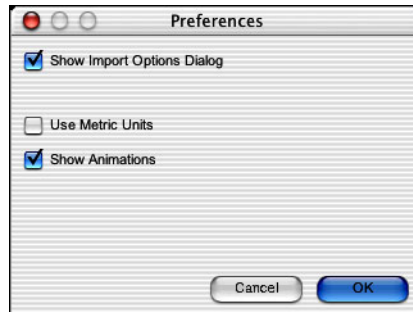 Preferences
Show Import Options Dialog
Use Metric Units
Show Animations
Cancel OK